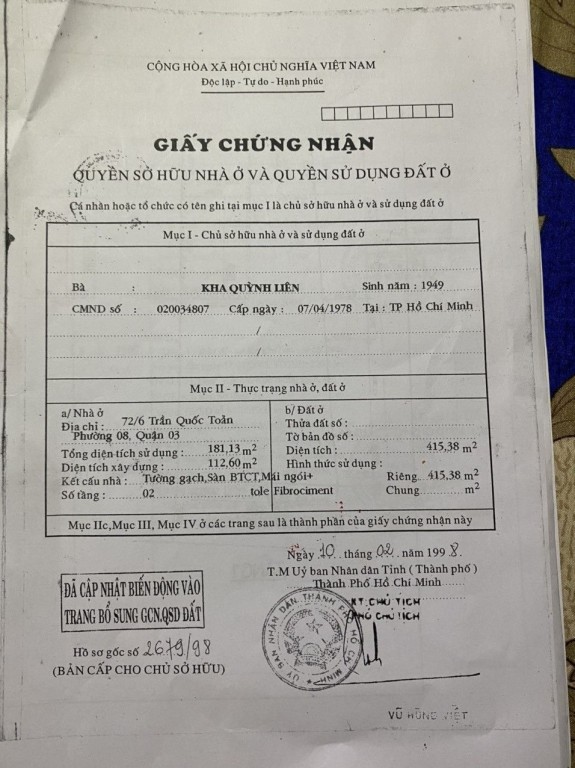 CỘNG HÒA XÃ HỘI CHỦ NGHĨA VIỆT NAM
Độc lập - Tự do - Hạnh phúc
GIẤY CHỨNG NHẬN
QUYỀN SỞ HỮU NHÀ Ở VÀ QUYỀN SỬ DỤNG ĐẤT Ở
Cá nhân hoặc tổ chức có tên ghi tại mục I là chủ sở hữu nhà ở và sử dụng đất ở
Mục I - Chủ sở hữu nhà ở và sử dụng đất ở
Bà : KHA QUỲNH LIÊN Sinh năm : 1949
CMND số : 020034807 Cấp ngày : 07/04/1978 Tại : TP Hồ Chí Minh
/
/
Mục II - Thực trạng nhà ở, đất ở
a/ Nhà ở
Địa chỉ : 72/6 Trần Quốc Toản
Phường 08, Quận 03
Tổng diện tích sử dụng : 181,13 m2
Diện tích xây dựng : 112,60 m2
Kết cấu nhà : Tường gạch,Sàn BTCT,Mái ngói+
Số tầng : 02 tole Fibrociment
b/ Đất ở
Thửa đất số :
Tờ bản đồ số :
Diện tích : 415,38 m2
Hình thức sử dụng :
Riêng 415,38 m2
Chung m2
Mục IIc,Mục III, Mục IV ở các trang sau là thành phần của giấy chứng nhận này
Ngày 10 tháng 02 năm 1998.
T.M Uỷ ban Nhân dân Tỉnh ( Thành phố )
Thành Phố Hồ Chí Minh
KT.CHỦ TỊCH
PHÓ CHỦ TỊCH
ỦY BAN NHÂN DÂN THÀNH PHỐ HỒ CHÍ MINH
ĐÃ CẬP NHẬT BIẾN ĐỘNG VÀO
TRANG BỔ SUNG GCN.QSD ĐẤT
Hồ sơ gốc số 2679/98
(BẢN CẤP CHO CHỦ SỞ HỮU)
VŨ HÙNG VIỆT